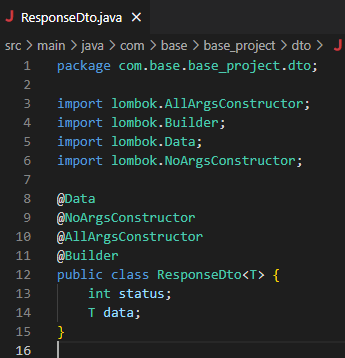 J ResponseDto.java ×
src > main > java > com > base > base_project > dto > J
1 package com.base.base_project.dto;
2
3 import lombok.AllArgsConstructor;
4 import lombok.Builder;
5 import lombok.Data;
6 import lombok.NoArgsConstructor;
7
8 @Data
9 @NoArgsConstructor
10 @AllArgsConstructor
11 @Builder
12 public class ResponseDto<T> {
13     int status;
14     T data;
15 }
16